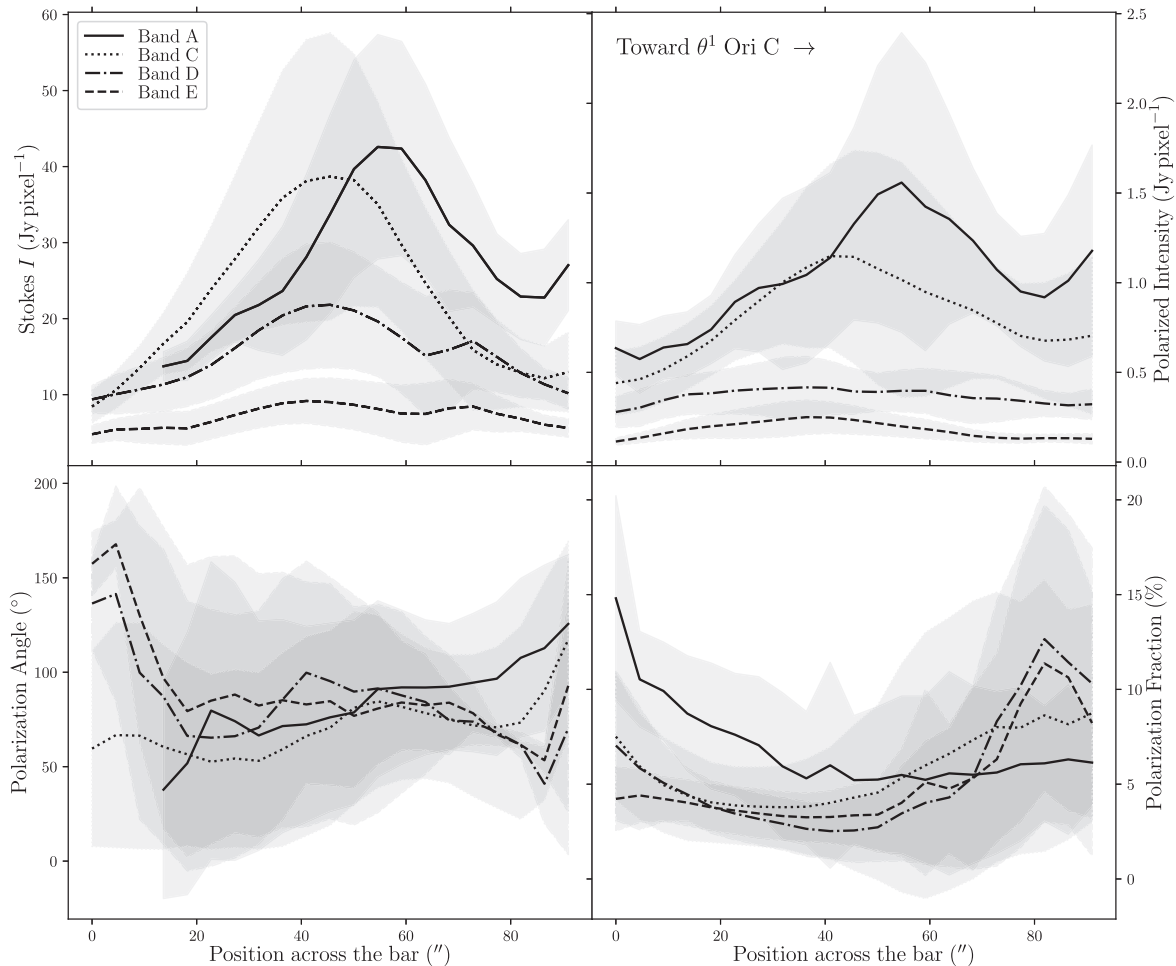 60
50
40
30
20
10
Stokes I (Jy pixel⁻¹)
Band A
Band C
Band D
Band E
Toward θ¹ Ori C →
2.5
2.0
1.5
1.0
0.5
0.0
Polarized Intensity (Jy pixel⁻¹)
200
150
100
50
0
Polarization Angle (°)
20
15
10
5
0
Polarization Fraction (%)
0 20 40 60 80
Position across the bar (″)
0 20 40 60 80
Position across the bar (″)